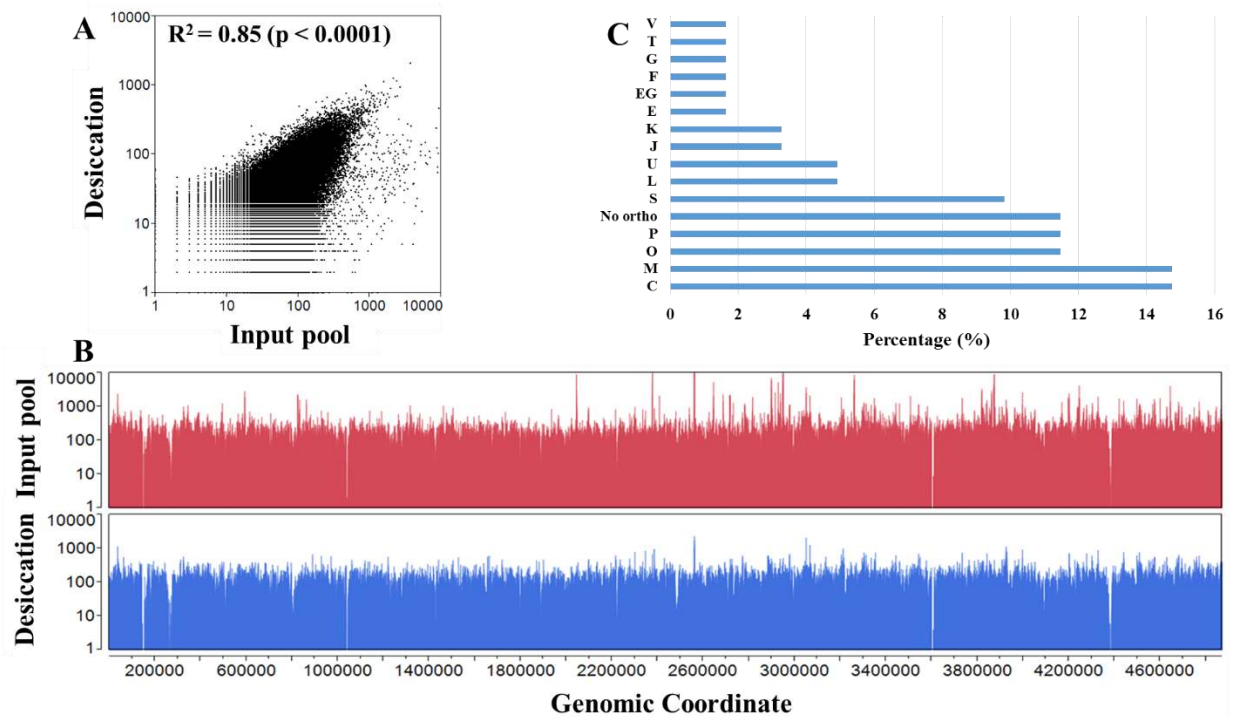 A
R² = 0.85 (p < 0.0001)
10000
1000
100
10
1
Desiccation
1 10 100 1000 10000
Input pool
C
V
T
G
F
EG
E
K
J
U
L
S
No ortho
P
O
M
C
0 2 4 6 8 10 12 14 16
Percentage (%)
B
Input pool
10000
1000
100
10
1
Desiccation
10000
1000
100
10
1
200000 600000 1000000 1400000 1800000 2200000 2600000 3000000 3400000 3800000 4200000 4600000
Genomic Coordinate